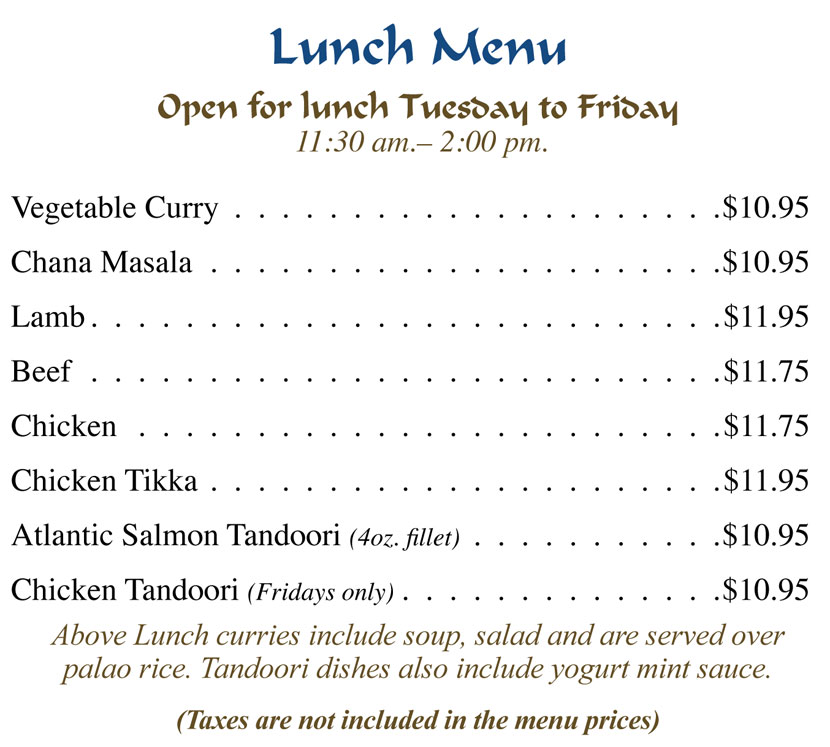 Lunch Menu
Open for lunch Tuesday to Friday
11:30 am.– 2:00 pm.
Vegetable Curry . . . . . . . . . . . . . . . . . . . . .$10.95
Chana Masala . . . . . . . . . . . . . . . . . . . . . .$10.95
Lamb. . . . . . . . . . . . . . . . . . . . . . . . . . .$11.95
Beef . . . . . . . . . . . . . . . . . . . . . . . . . . .$11.75
Chicken . . . . . . . . . . . . . . . . . . . . . . . . .$11.75
Chicken Tikka . . . . . . . . . . . . . . . . . . . . . .$11.95
Atlantic Salmon Tandoori (4oz. fillet) . . . . . . . . . . .$10.95
Chicken Tandoori (Fridays only) . . . . . . . . . . . . . .$10.95
Above Lunch curries include soup, salad and are served over
palao rice. Tandoori dishes also include yogurt mint sauce.
(Taxes are not included in the menu prices)